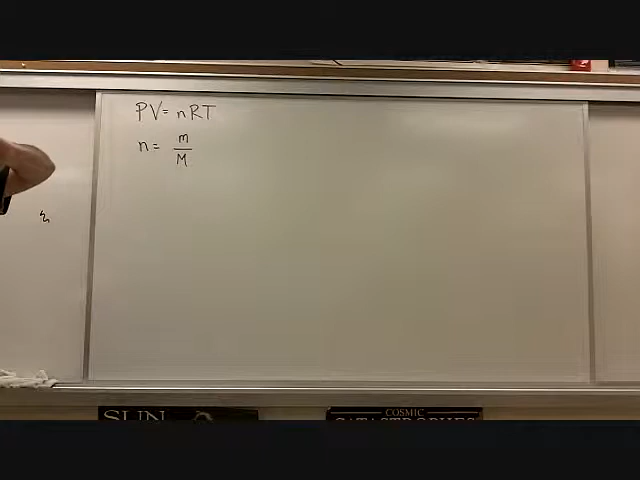 PV = nRT
n = m/M
SUN
COSMIC
CATASTROPHES